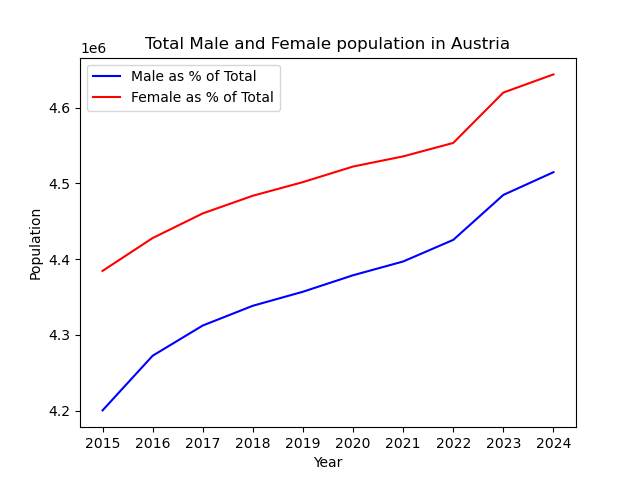 Total Male and Female population in Austria
1e6
Male as % of Total
Female as % of Total
4.6
4.5
4.4
4.3
4.2
Population
2015 2016 2017 2018 2019 2020 2021 2022 2023 2024
Year